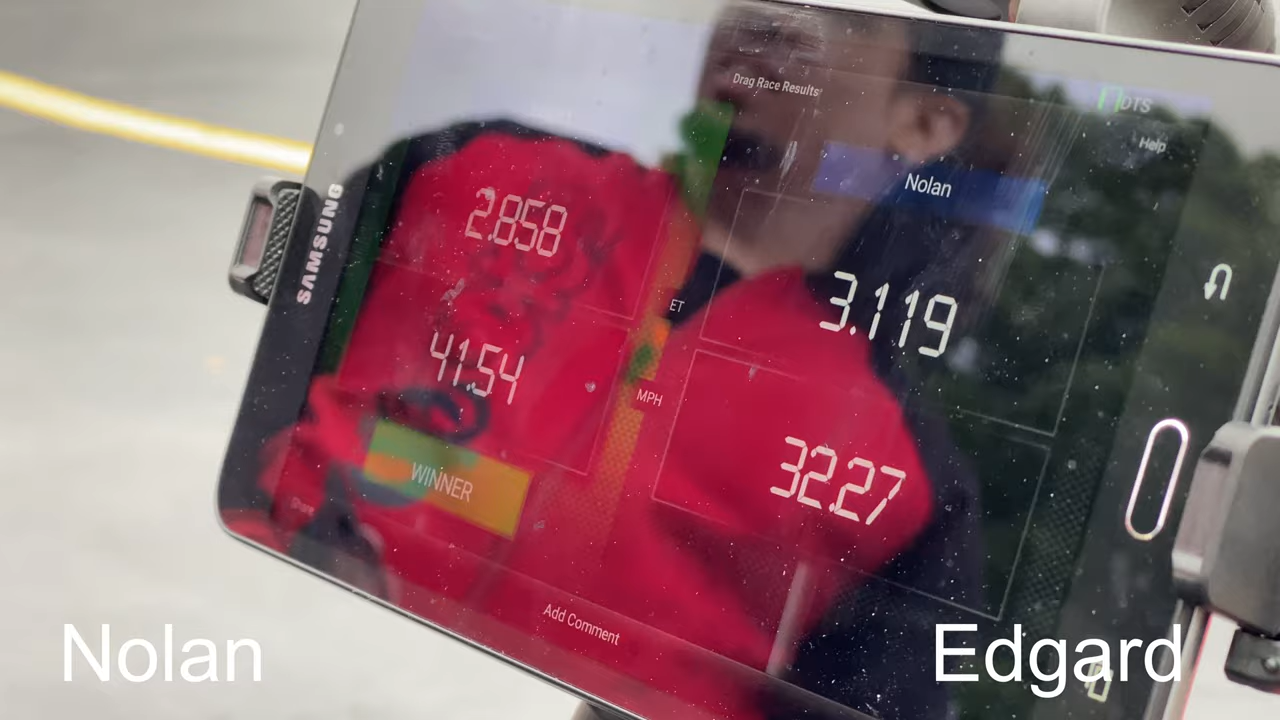 Drag Race Results
DTS
Help
SAMSUNG
Nolan
2.858
ET
3.119
41.54
MPH
32.27
WINNER
Add Comment
Nolan
Edgard